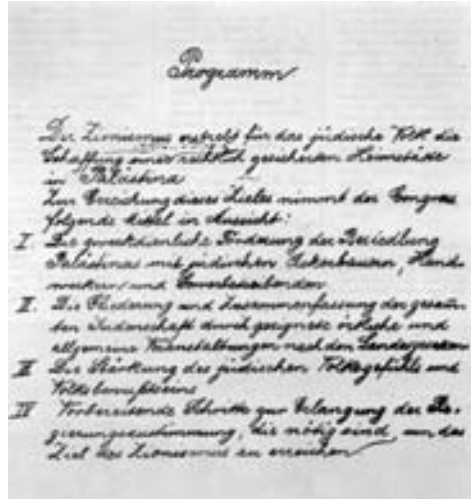 Programm
Der Zionismus erstrebt für das jüdische Volk die
Schaffung einer rechtlich gesicherten Heimstätte
in Palästina
Zur Erreichung dieses Zieles nimmt der Congress
folgende Mittel in Aussicht:
I. Die zweckdienliche Förderung der Besiedlung
Palästinas mit jüdischen Ackerbauern, Hand-
werkern und Gewerbetreibenden
II. Die Gliederung und Zusammenfassung der gesam-
ten Judenschaft durch geeignete örtliche und
allgemeine Veranstaltungen nach den Landesgesetzen
III Die Stärkung des jüdischen Volksgefühles und
Volksbewusstseins
IV Vorbereitende Schritte zur Erlangung der Re-
gierungszustimmung, die nötig sind, um das
Ziel des Zionismus zu erreichen